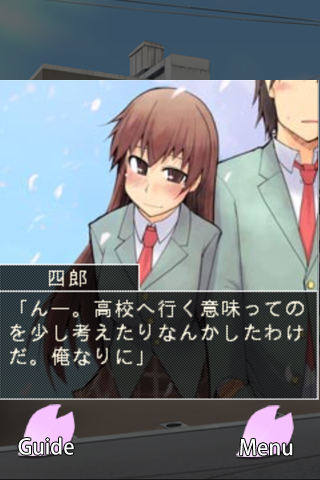 四郎
「んー。高校へ行く意味っての
を少し考えたりなんかしたわけ
だ。俺なりに」
Guide
Menu